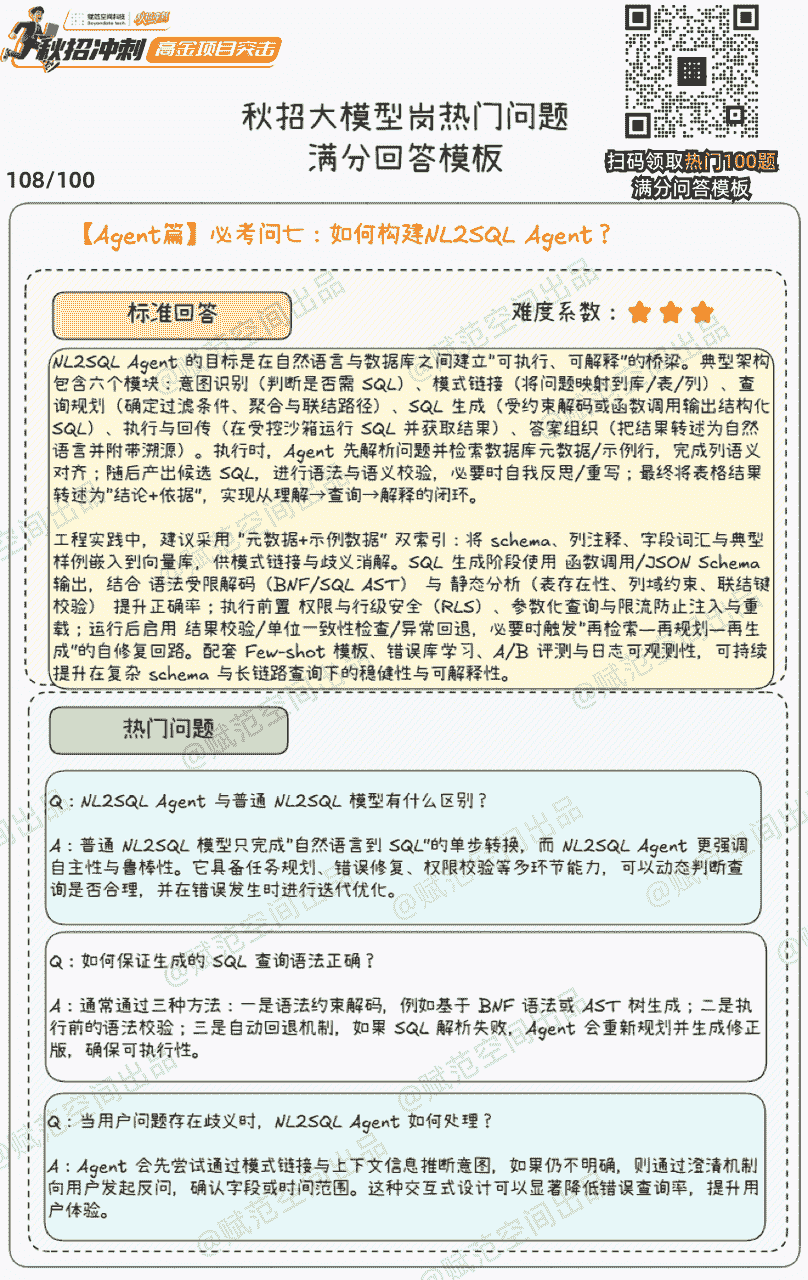 赋范空间科技
秋招冲刺
高金项目突击
秋招大模型岗热门问题
满分回答模板
扫码领取热门100题
满分问答模板
108/100
【Agent篇】必考问七：如何构建NL2SQL Agent？
标准回答
难度系数：
NL2SQL Agent 的目标是在自然语言与数据库之间建立"可执行、可解释"的桥梁。典型架构
包含六个模块：意图识别（判断是否需 SQL）、模式链接（将问题映射到库/表/列）、查
询规划（确定过滤条件、聚合与联结路径）、SQL 生成（受约束解码或函数调用输出结构化
SQL）、执行与回传（在受控沙箱运行 SQL 并获取结果）、答案组织（把结果转述为自然
语言并附带溯源）。执行时，Agent 先解析问题并检索数据库元数据/示例行，完成列语义
对齐；随后产出候选 SQL，进行语法与语义校验，必要时自我反思/重写；最终将表格结果
转述为"结论+依据"，实现从理解→查询→解释的闭环。
工程实践中，建议采用 "元数据+示例数据" 双索引：将 schema、列注释、字段词汇与典型
样例嵌入到向量库，供模式链接与歧义消解。SQL 生成阶段使用 函数调用/JSON Schema
输出，结合 语法受限解码（BNF/SQL AST） 与 静态分析（表存在性、列域约束、联结键
校验） 提升正确率；执行前置 权限与行级安全（RLS）、参数化查询与限流防止注入与重
载；运行后启用 结果校验/单位一致性检查/异常回退，必要时触发"再检索—再规划—再生
成"的自修复回路。配套 Few-shot 模板、错误库学习、A/B 评测与日志可观测性，可持续
提升在复杂 schema 与长链路查询下的稳健性与可解释性。
热门问题
Q：NL2SQL Agent 与普通 NL2SQL 模型有什么区别？
A：普通 NL2SQL 模型只完成"自然语言到 SQL"的单步转换，而 NL2SQL Agent 更强调
自主性与鲁棒性。它具备任务规划、错误修复、权限校验等多环节能力，可以动态判断查
询是否合理，并在错误发生时进行迭代优化。
Q：如何保证生成的 SQL 查询语法正确？
A：通常通过三种方法：一是语法约束解码，例如基于 BNF 语法或 AST 树生成；二是执
行前的语法校验；三是自动回退机制，如果 SQL 解析失败，Agent 会重新规划并生成修正
版，确保可执行性。
Q：当用户问题存在歧义时，NL2SQL Agent 如何处理？
A：Agent 会先尝试通过模式链接与上下文信息推断意图，如果仍不明确，则通过澄清机制
向用户发起反问，确认字段或时间范围。这种交互式设计可以显著降低错误查询率，提升用
户体验。
@赋范空间出品